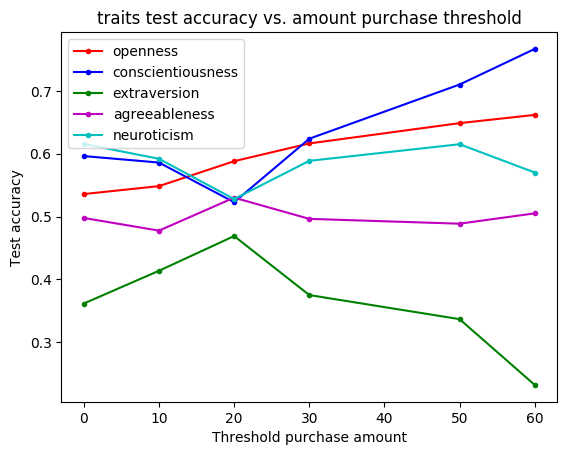 traits test accuracy vs. amount purchase threshold
openness
conscientiousness
extraversion
agreeableness
neuroticism
0.7
0.6
0.5
0.4
0.3
Test accuracy
0 10 20 30 40 50 60
Threshold purchase amount